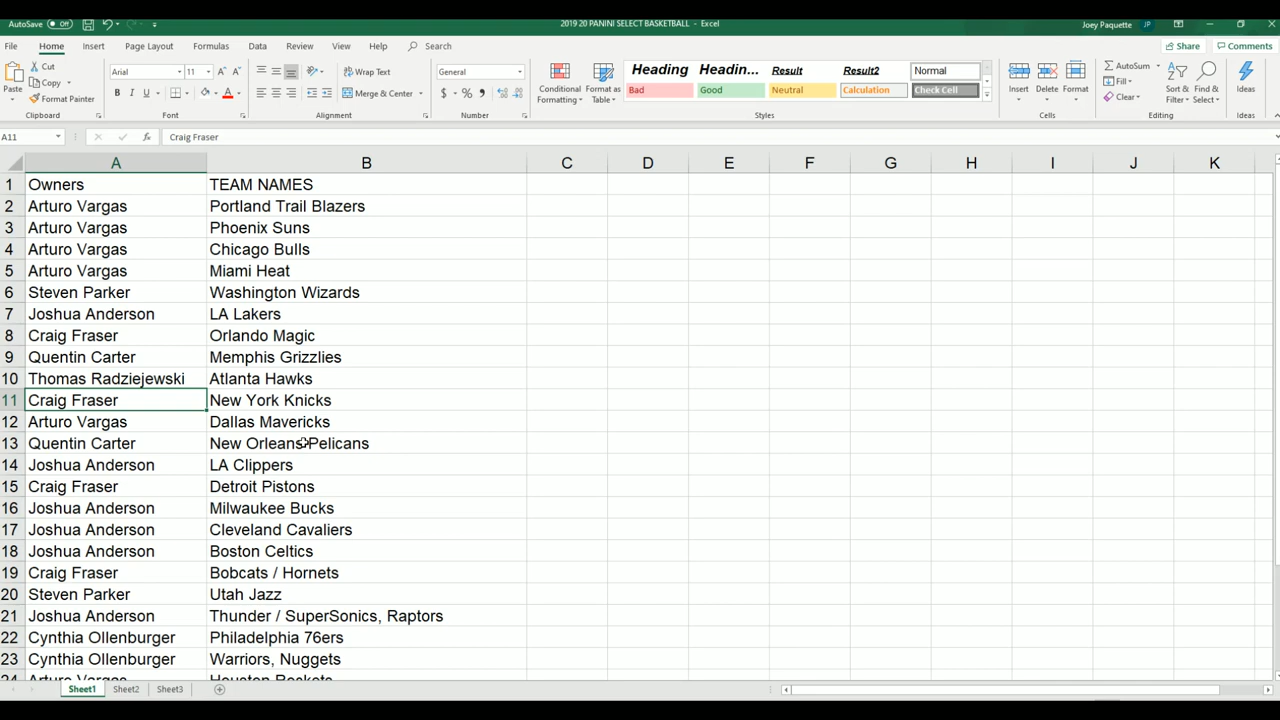 AutoSave Off 2019 20 PANINI SELECT BASKETBALL - Excel Joey Paquette JP
File Home Insert Page Layout Formulas Data Review View Help Search Share Comments
Paste Cut Copy Format Painter Clipboard
Arial 11 B I U A Font
Wrap Text Merge & Center Alignment
General $ % Number
Conditional Formatting Format as Table
Heading Headin... Result Result2 Normal
Bad Good Neutral Calculation Check Cell
Styles
Insert Delete Format Cells
AutoSum Fill Clear Sort & Filter Find & Select Editing
Ideas Ideas
A11 fx Craig Fraser
A B C D E F G H I J K
1 Owners TEAM NAMES
2 Arturo Vargas Portland Trail Blazers
3 Arturo Vargas Phoenix Suns
4 Arturo Vargas Chicago Bulls
5 Arturo Vargas Miami Heat
6 Steven Parker Washington Wizards
7 Joshua Anderson LA Lakers
8 Craig Fraser Orlando Magic
9 Quentin Carter Memphis Grizzlies
10 Thomas Radziejewski Atlanta Hawks
11 Craig Fraser New York Knicks
12 Arturo Vargas Dallas Mavericks
13 Quentin Carter New Orleans Pelicans
14 Joshua Anderson LA Clippers
15 Craig Fraser Detroit Pistons
16 Joshua Anderson Milwaukee Bucks
17 Joshua Anderson Cleveland Cavaliers
18 Joshua Anderson Boston Celtics
19 Craig Fraser Bobcats / Hornets
20 Steven Parker Utah Jazz
21 Joshua Anderson Thunder / SuperSonics, Raptors
22 Cynthia Ollenburger Philadelphia 76ers
23 Cynthia Ollenburger Warriors, Nuggets
24 Arturo Vargas Houston Rockets
Sheet1 Sheet2 Sheet3